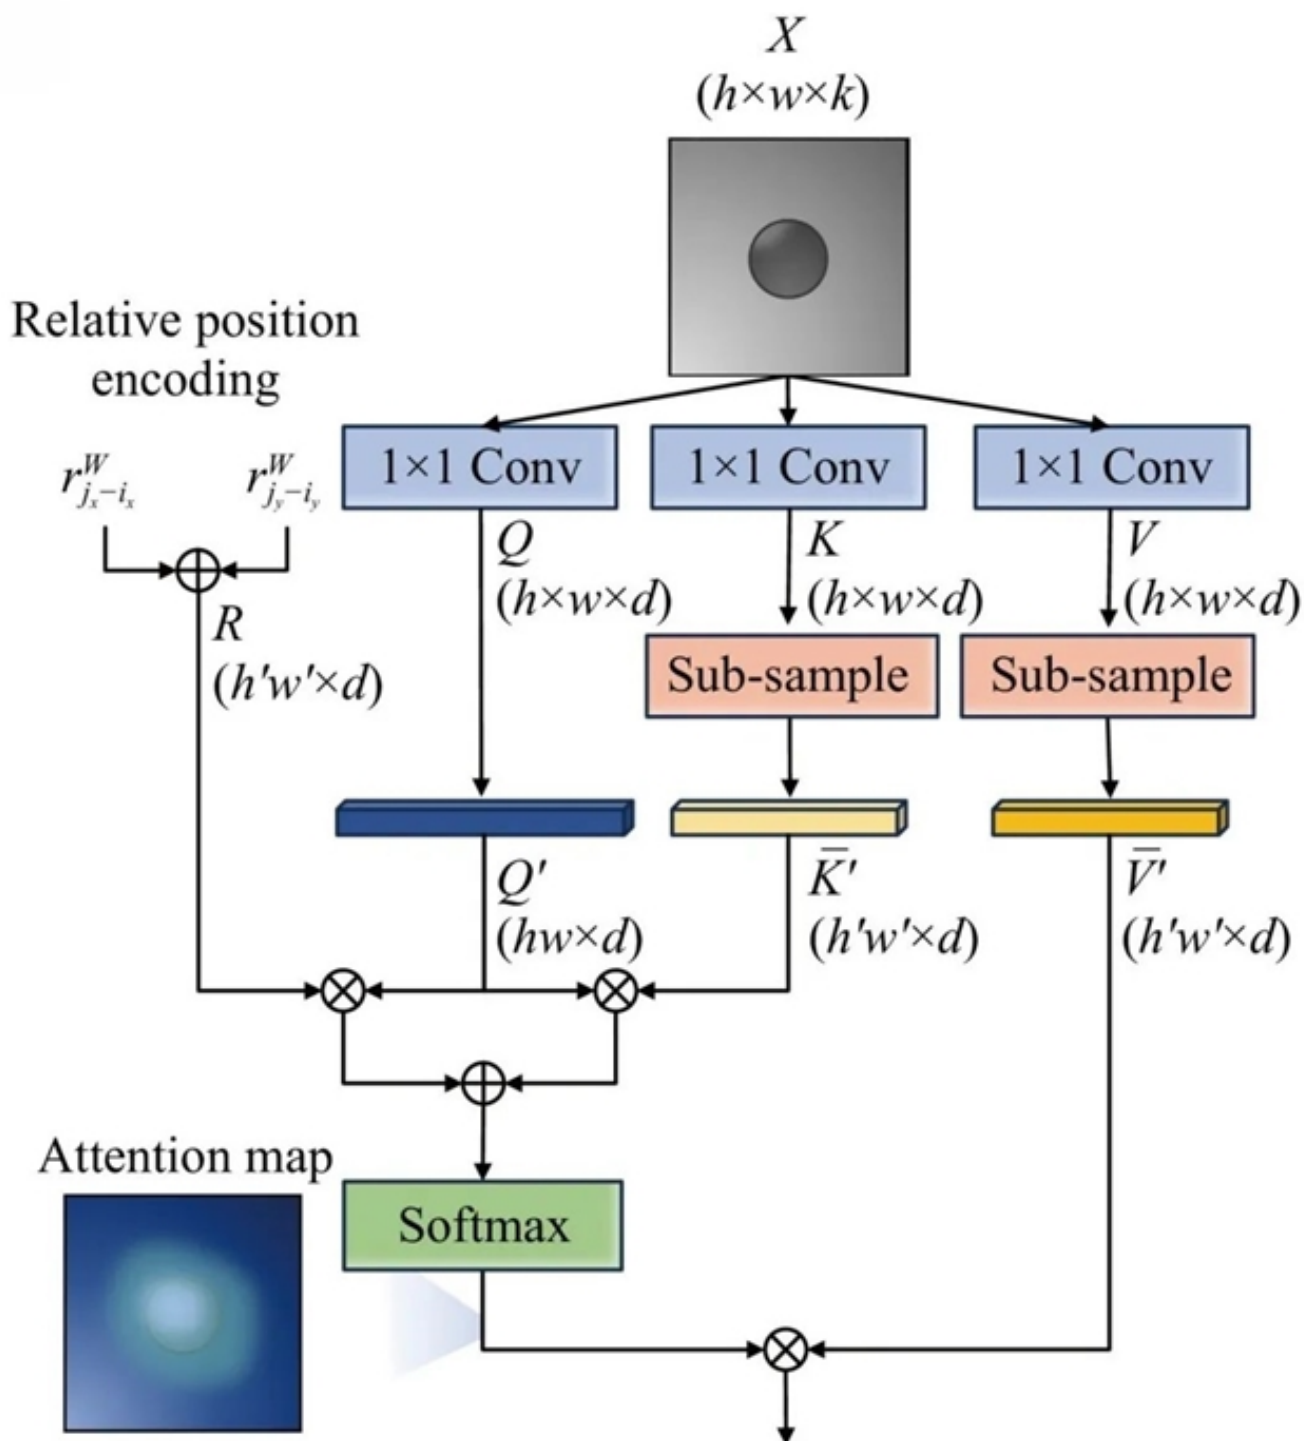 X
(h×w×k)
Relative position
encoding
r^W_{j_x−i_x} r^W_{j_y−i_y}
1×1 Conv 1×1 Conv 1×1 Conv
Q K V
(h×w×d) (h×w×d) (h×w×d)
R
(h'w'×d)
Sub-sample Sub-sample
Q' K̅' V̅'
(hw×d) (h'w'×d) (h'w'×d)
Attention map
Softmax